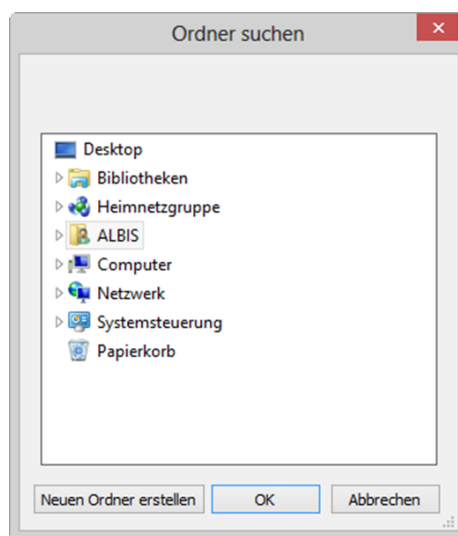 Ordner suchen
Desktop
Bibliotheken
Heimnetzgruppe
ALBIS
Computer
Netzwerk
Systemsteuerung
Papierkorb
Neuen Ordner erstellen OK Abbrechen